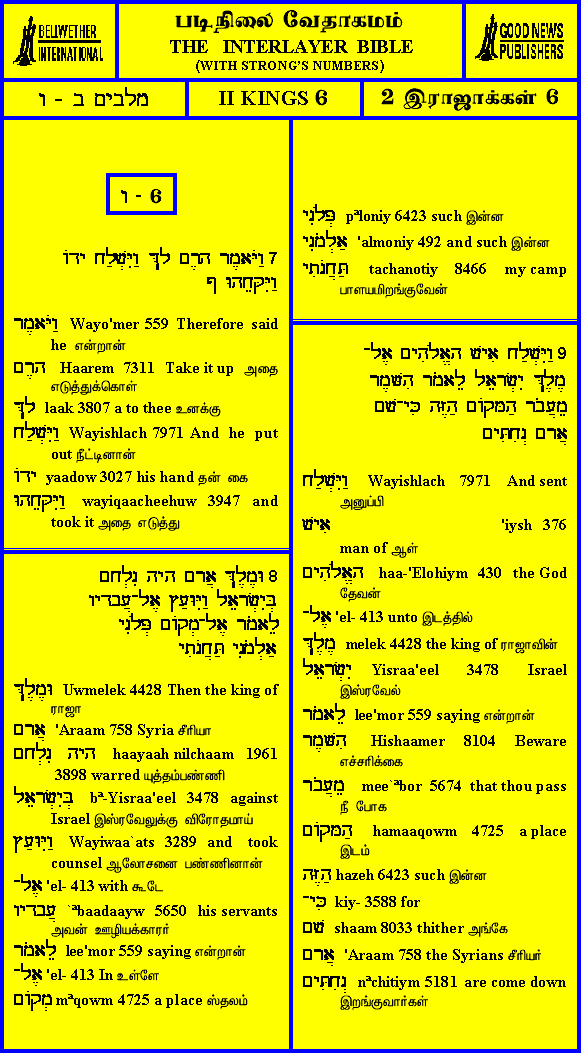 BELLWETHER
INTERNATIONAL
படிநிலை வேதாகமம்
THE INTERLAYER BIBLE
(WITH STRONG'S NUMBERS)
GOOD NEWS
PUBLISHERS
מלבים ב - ו
II KINGS 6
2 இராஜாக்கள் 6
ו - 6
7 וַיֹּאמֶר הָרֶם לָךְ וַיִּשְׁלַח יָדוֹ
וַיִּקָּחֵהוּ ף
וַיֹּאמֶר Wayo'mer 559 Therefore said
he என்றான்
הָרֶם Haarem 7311 Take it up அதை
எடுத்துக்கொள்
לָךְ laak 3807 a to thee உனக்கு
וַיִּשְׁלַח Wayishlach 7971 And he put
out நீட்டினான்
יָדוֹ yaadow 3027 his hand தன் கை
וַיִּקָּחֵהוּ wayiqaacheehuw 3947 and
took it அதை எடுத்து
8 וּמֶלֶךְ אֲרָם הָיָה נִלְחָם
בְּיִשְׂרָאֵל וַיִּוָּעַץ אֶל־עֲבָדָיו
לֵאמֹר אֶל־מְקוֹם פְּלֹנִי
אַלְמֹנִי תַּחֲנֹתִי
וּמֶלֶךְ Uwmelek 4428 Then the king of
ராஜா
אֲרָם 'Araam 758 Syria சீரியா
הָיָה נִלְחָם haayaah nilchaam 1961
3898 warred யுத்தம்பண்ணி
בְּיִשְׂרָאֵל bª-Yisraa'eel 3478 against
Israel இஸ்ரவேலுக்கு விரோதமாய்
וַיִּוָּעַץ Wayiwaa`ats 3289 and took
counsel ஆலோசனை பண்ணினான்
אֶל־ 'el- 413 with கூடே
עֲבָדָיו `ªbaadaayw 5650 his servants
அவன் ஊழியக்காரர்
לֵאמֹר lee'mor 559 saying என்றான்
אֶל־ 'el- 413 In உள்ளே
מְקוֹם mªqowm 4725 a place ஸ்தலம்
פְּלֹנִי pªloniy 6423 such இன்ன
אַלְמֹנִי 'almoniy 492 and such இன்ன
תַּחֲנֹתִי tachanotiy 8466 my camp
பாளயமிறங்குவேன்
9 וַיִּשְׁלַח אִישׁ הָאֱלֹהִים אֶל־
מֶלֶךְ יִשְׂרָאֵל לֵאמֹר הִשָּׁמֶר
מֵעֲבֹר הַמָּקוֹם הַזֶּה כִּי־שָׁם
אֲרָם נְחִתִּים
וַיִּשְׁלַח Wayishlach 7971 And sent
அனுப்பி
אִישׁ 'iysh 376
man of ஆள்
הָאֱלֹהִים haa-'Elohiym 430 the God
தேவன்
אֶל־ 'el- 413 unto இடத்தில்
מֶלֶךְ melek 4428 the king of ராஜாவின்
יִשְׂרָאֵל Yisraa'eel 3478 Israel
இஸ்ரவேல்
לֵאמֹר lee'mor 559 saying என்றான்
הִשָּׁמֶר Hishaamer 8104 Beware
எச்சரிக்கை
מֵעֲבֹר mee`ªbor 5674 that thou pass
நீ போக
הַמָּקוֹם hamaaqowm 4725 a place
இடம்
הַזֶּה hazeh 6423 such இன்ன
כִּי־ kiy- 3588 for
שָׁם shaam 8033 thither அங்கே
אֲרָם 'Araam 758 the Syrians சீரியர்
נְחִתִּים nªchitiym 5181 are come down
இறங்குவார்கள்